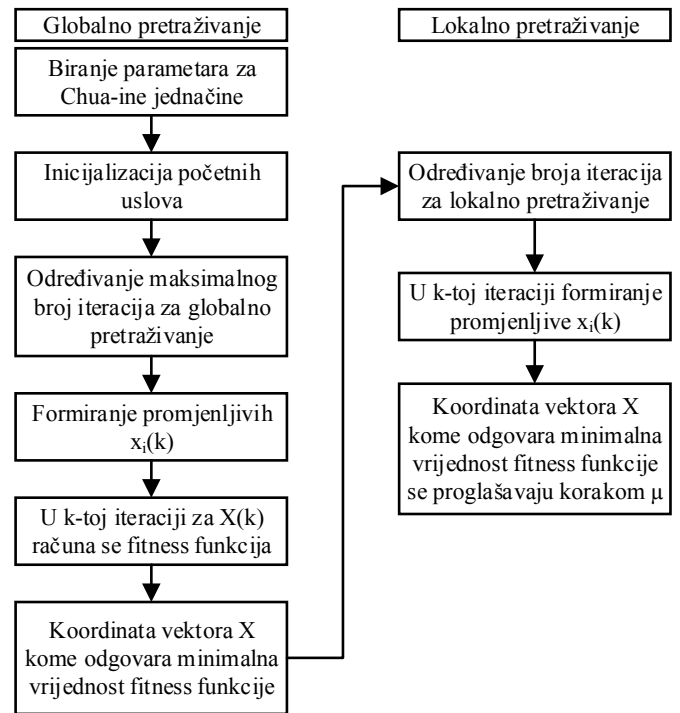 Globalno pretraživanje
Biranje parametara za
Chua-ine jednačine
Inicijalizacija početnih
uslova
Određivanje maksimalnog
broj iteracija za globalno
pretraživanje
Formiranje promjenljivih
xᵢ(k)
U k-toj iteraciji za X(k)
računa se fitness funkcija
Koordinata vektora X
kome odgovara minimalna
vrijednost fitness funkcije
Lokalno pretraživanje
Određivanje broja iteracija
za lokalno pretraživanje
U k-toj iteraciji formiranje
promjenljive xᵢ(k)
Koordinata vektora X
kome odgovara minimalna
vrijednost fitness funkcije
se proglašavaju korakom μ